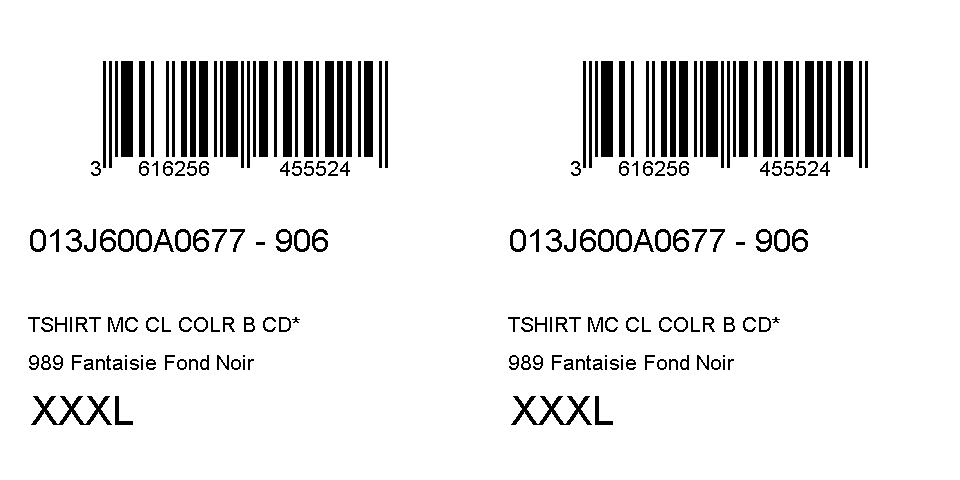 3 616256 455524
013J600A0677 - 906
TSHIRT MC CL COLR B CD*
989 Fantaisie Fond Noir
XXXL
3 616256 455524
013J600A0677 - 906
TSHIRT MC CL COLR B CD*
989 Fantaisie Fond Noir
XXXL